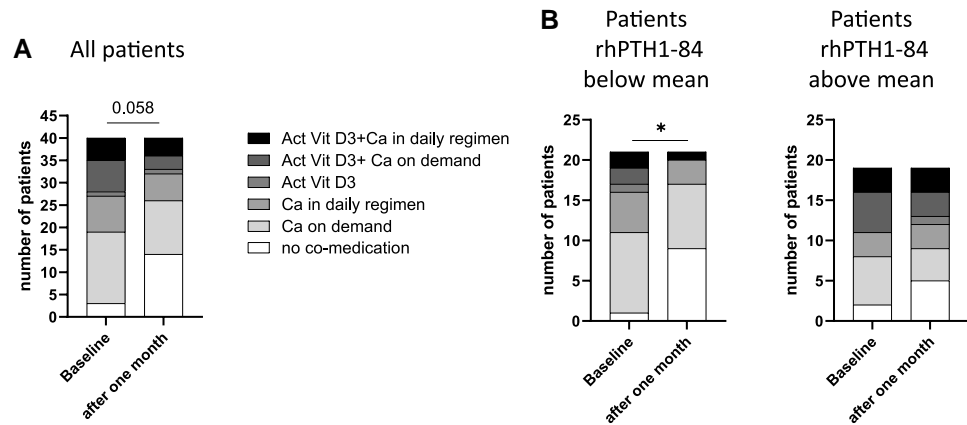 A
All patients
0.058
45
40
35
30
25
20
15
10
5
0
number of patients
Baseline
after one month
Act Vit D3+Ca in daily regimen
Act Vit D3+ Ca on demand
Act Vit D3
Ca in daily regimen
Ca on demand
no co-medication
B
Patients
rhPTH1-84
below mean
*
25
20
15
10
5
0
number of patients
Baseline
after one month
Patients
rhPTH1-84
above mean
25
20
15
10
5
0
number of patients
Baseline
after one month